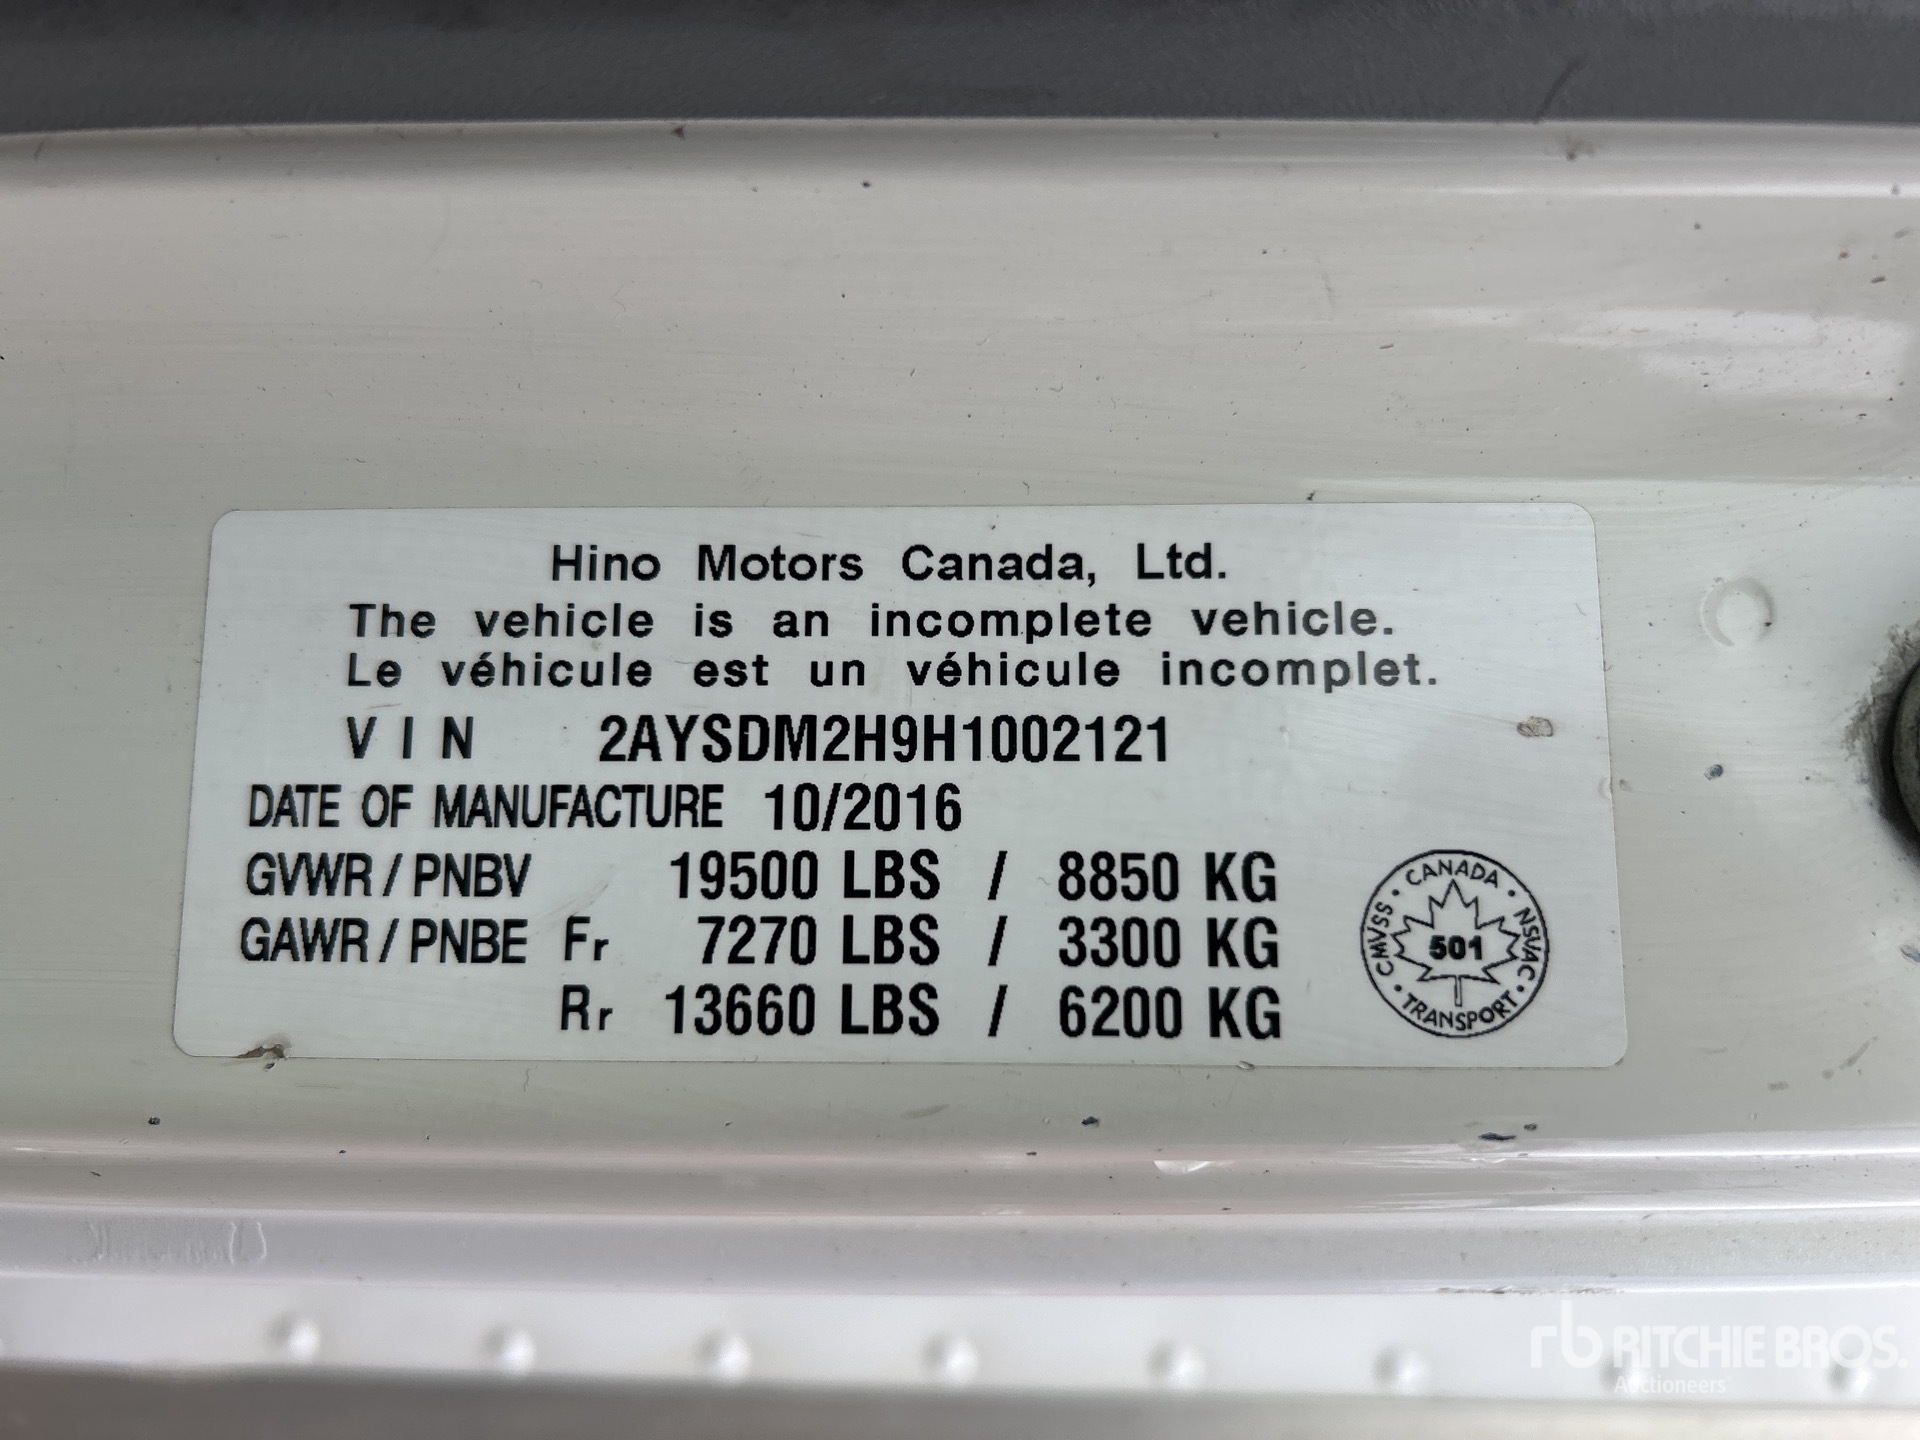 Hino Motors Canada, Ltd.
The vehicle is an incomplete vehicle.
Le véhicule est un véhicule incomplet.
VIN 2AYSDM2H9H1002121
DATE OF MANUFACTURE 10/2016
GVWR / PNBV 19500 LBS / 8850 KG
GAWR / PNBE Fr 7270 LBS / 3300 KG
Rr 13660 LBS / 6200 KG
CANADA · NSVAC · TRANSPORT · CMVSS ·
501
rb RITCHIE BROS.
Auctioneers